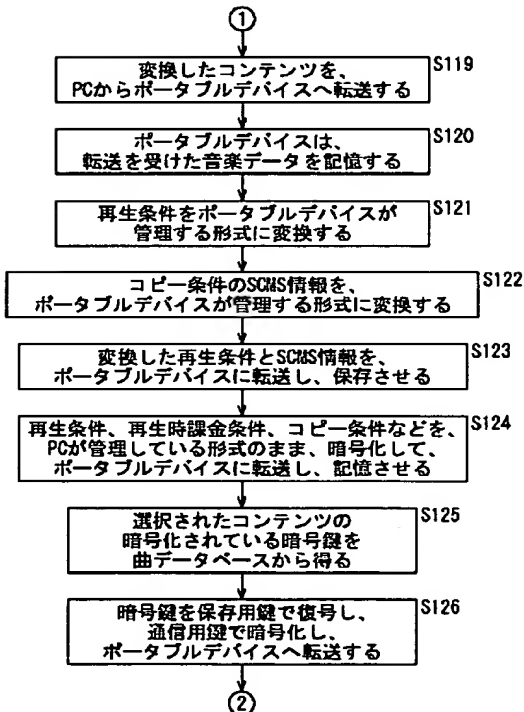 ①
変換したコンテンツを、
PCからポータブルデバイスへ転送する
S119
ポータブルデバイスは、
転送を受けた音楽データを記憶する
S120
再生条件をポータブルデバイスが
管理する形式に変換する
S121
コピー条件のSCMS情報を、
ポータブルデバイスが管理する形式に変換する
S122
変換した再生条件とSCMS情報を、
ポータブルデバイスに転送し、保存させる
S123
再生条件、再生時課金条件、コピー条件などを、
PCが管理している形式のまま、暗号化して、
ポータブルデバイスに転送し、記憶させる
S124
選択されたコンテンツの
暗号化されている暗号鍵を
曲データベースから得る
S125
暗号鍵を保存用鍵で復号し、
通信用鍵で暗号化し、
ポータブルデバイスへ転送する
S126
②